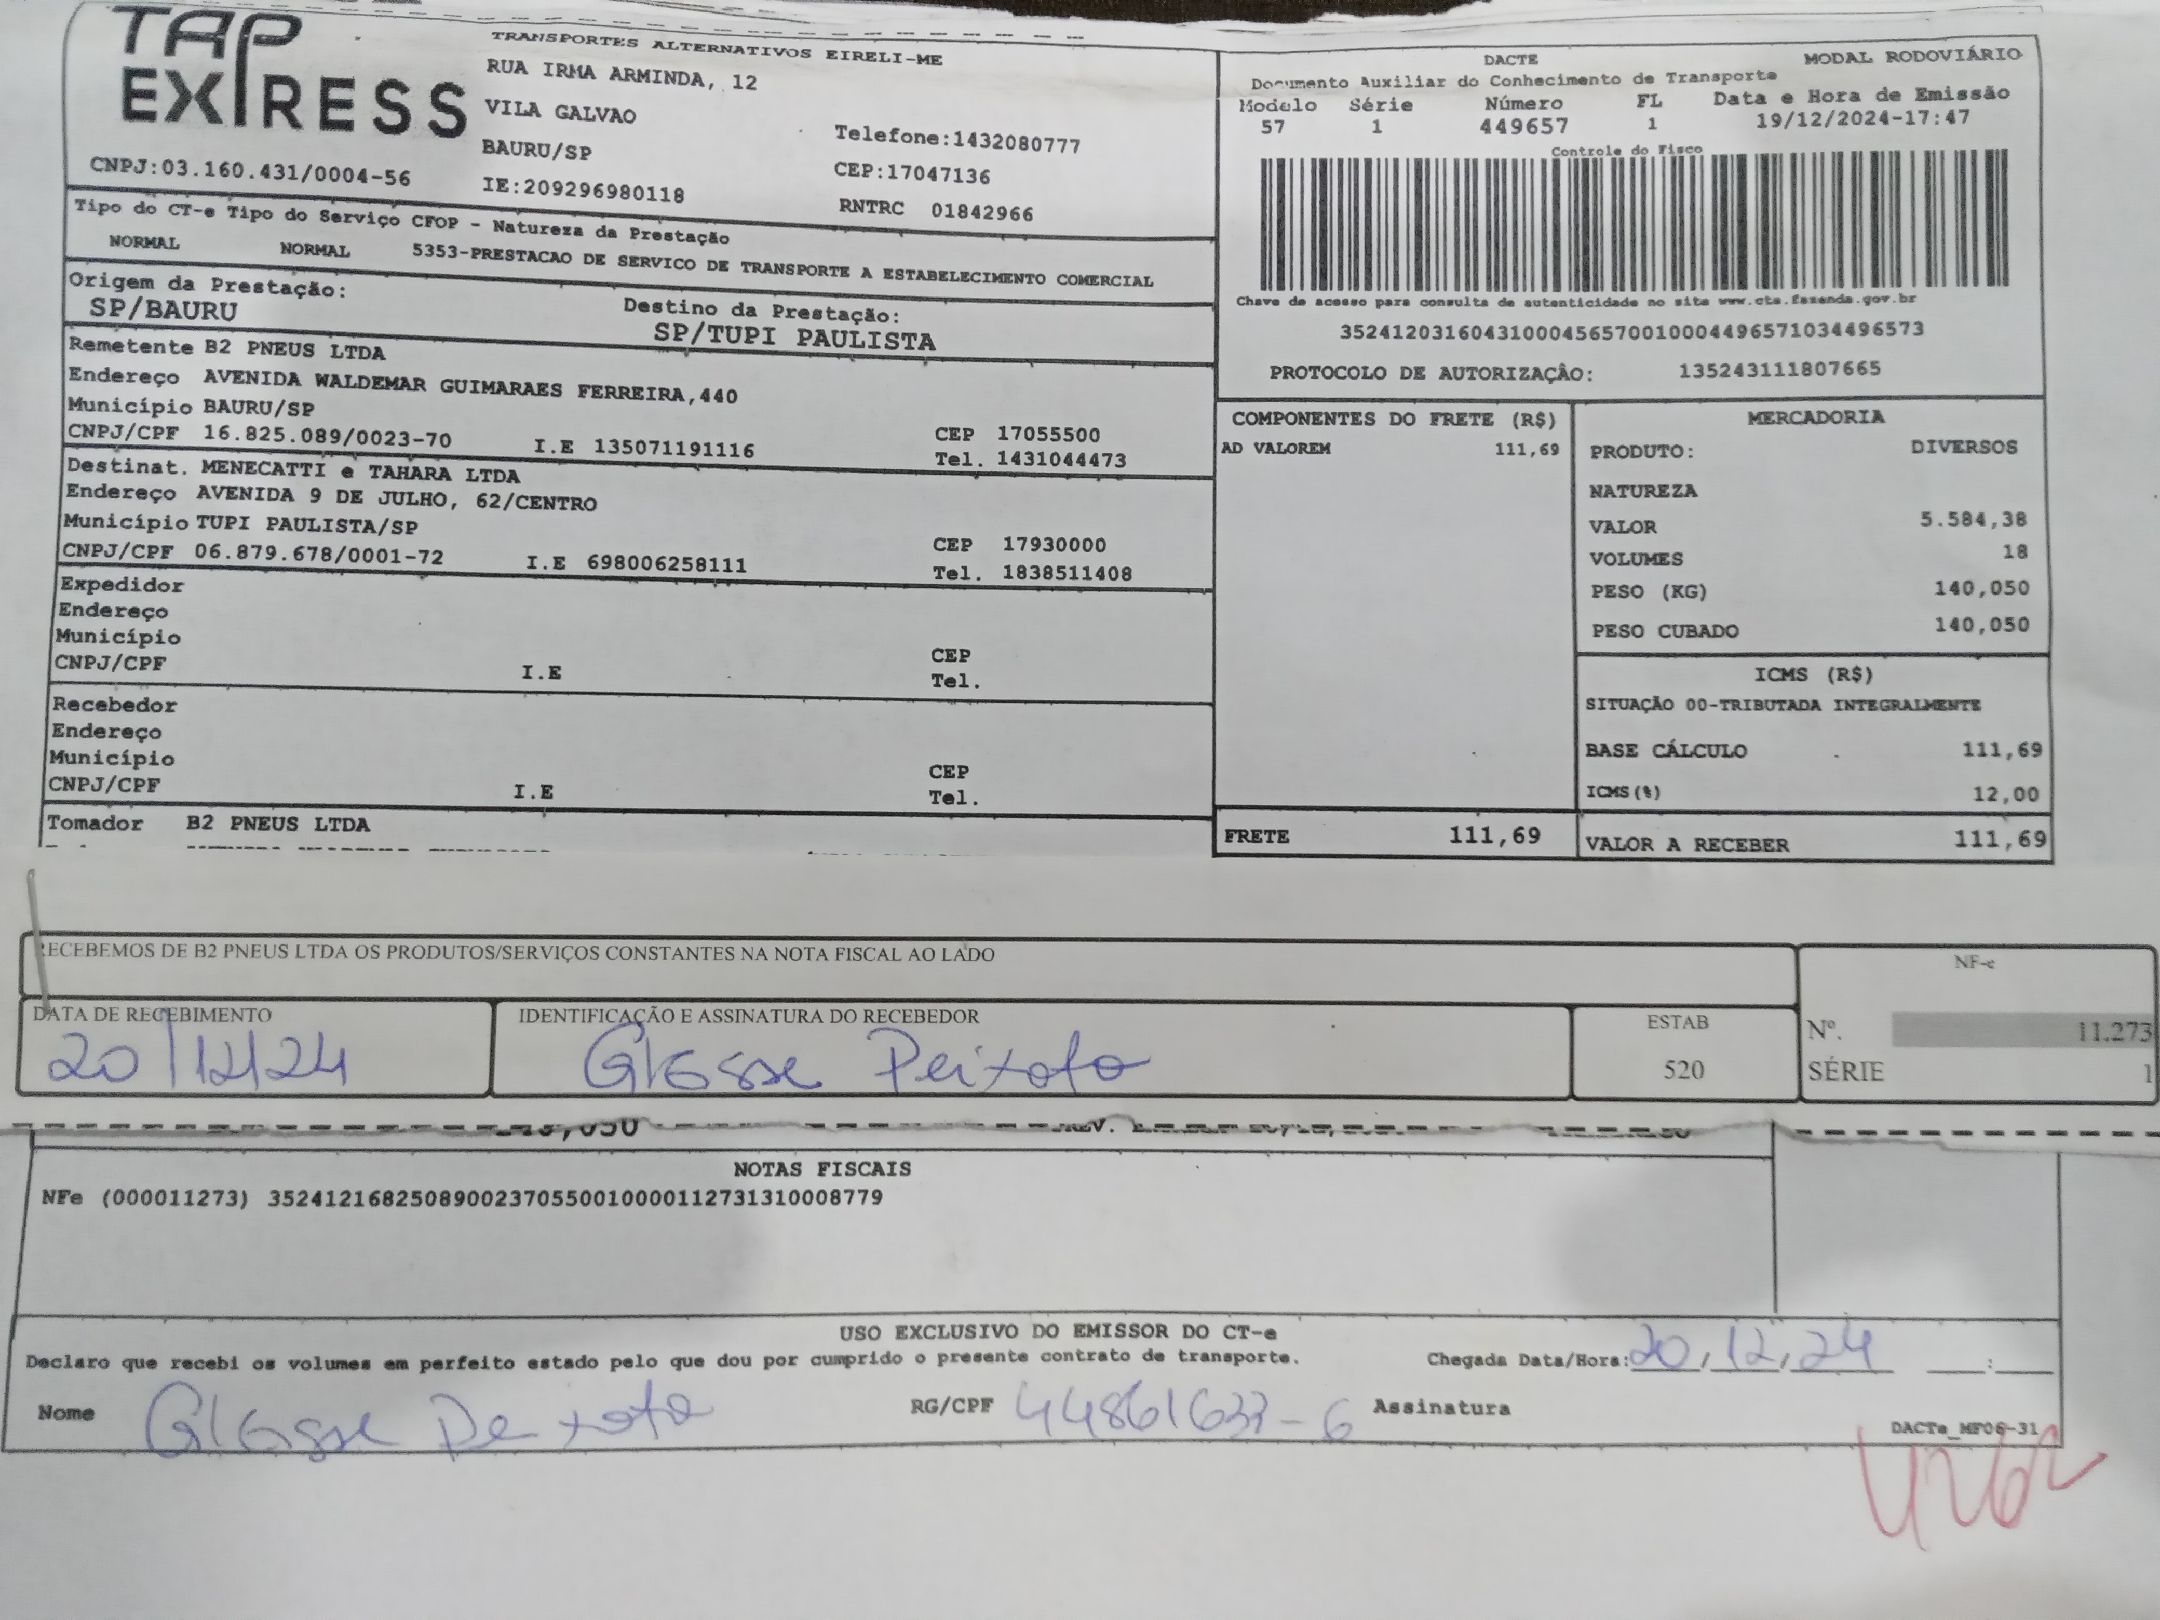 TAP EXPRESS
TRANSPORTES ALTERNATIVOS EIRELI-ME
RUA IRMA ARMINDA, 12
VILA GALVAO
BAURU/SP
Telefone:1432080777
CNPJ:03.160.431/0004-56
IE:209296980118
CEP:17047136
RNTRC 01842966
DACTE MODAL RODOVIÁRIO
Documento Auxiliar do Conhecimento de Transporte
Modelo Série Número FL Data e Hora de Emissão
57 1 449657 1 19/12/2024-17:47
Controle do Fisco
Chave de acesso para consulta de autenticidade no site www.cte.fazenda.gov.br
35241203160431000456570010004496571034496573
PROTOCOLO DE AUTORIZAÇÂO: 135243111807665
Tipo do CT-e Tipo do Serviço CFOP - Natureza da Prestação
NORMAL NORMAL 5353-PRESTACAO DE SERVICO DE TRANSPORTE A ESTABELECIMENTO COMERCIAL
Origem da Prestação: Destino da Prestação:
SP/BAURU SP/TUPI PAULISTA
Remetente B2 PNEUS LTDA
Endereço AVENIDA WALDEMAR GUIMARAES FERREIRA,440
Município BAURU/SP CEP 17055500
CNPJ/CPF 16.825.089/0023-70 I.E 135071191116 Tel. 1431044473
Destinat. MENECATTI e TAHARA LTDA
Endereço AVENIDA 9 DE JULHO, 62/CENTRO
Município TUPI PAULISTA/SP CEP 17930000
CNPJ/CPF 06.879.678/0001-72 I.E 698006258111 Tel. 1838511408
Expedidor
Endereço
Município CEP
CNPJ/CPF I.E Tel.
Recebedor
Endereço
Município CEP
CNPJ/CPF I.E Tel.
Tomador B2 PNEUS LTDA
COMPONENTES DO FRETE (R$)
AD VALOREM 111,69
FRETE 111,69
MERCADORIA
PRODUTO: DIVERSOS
NATUREZA
VALOR 5.584,38
VOLUMES 18
PESO (KG) 140,050
PESO CUBADO 140,050
ICMS (R$)
SITUAÇÃO 00-TRIBUTADA INTEGRALMENTE
BASE CÁLCULO 111,69
ICMS(%) 12,00
VALOR A RECEBER 111,69
RECEBEMOS DE B2 PNEUS LTDA OS PRODUTOS/SERVIÇOS CONSTANTES NA NOTA FISCAL AO LADO
NF-e
DATA DE RECEBIMENTO IDENTIFICAÇÃO E ASSINATURA DO RECEBEDOR ESTAB Nº. 11.273
20/12/24 Glesse Peixoto 520 SÉRIE 1
NOTAS FISCAIS
NFe (000011273) 35241216825089002370550010000112731310008779
USO EXCLUSIVO DO EMISSOR DO CT-e
Declaro que recebi os volumes em perfeito estado pelo que dou por cumprido o presente contrato de transporte. Chegada Data/Hora: 20/12/24 :
Nome Glesse Peixoto RG/CPF 44861637-6 Assinatura
DACTe_MF06-31